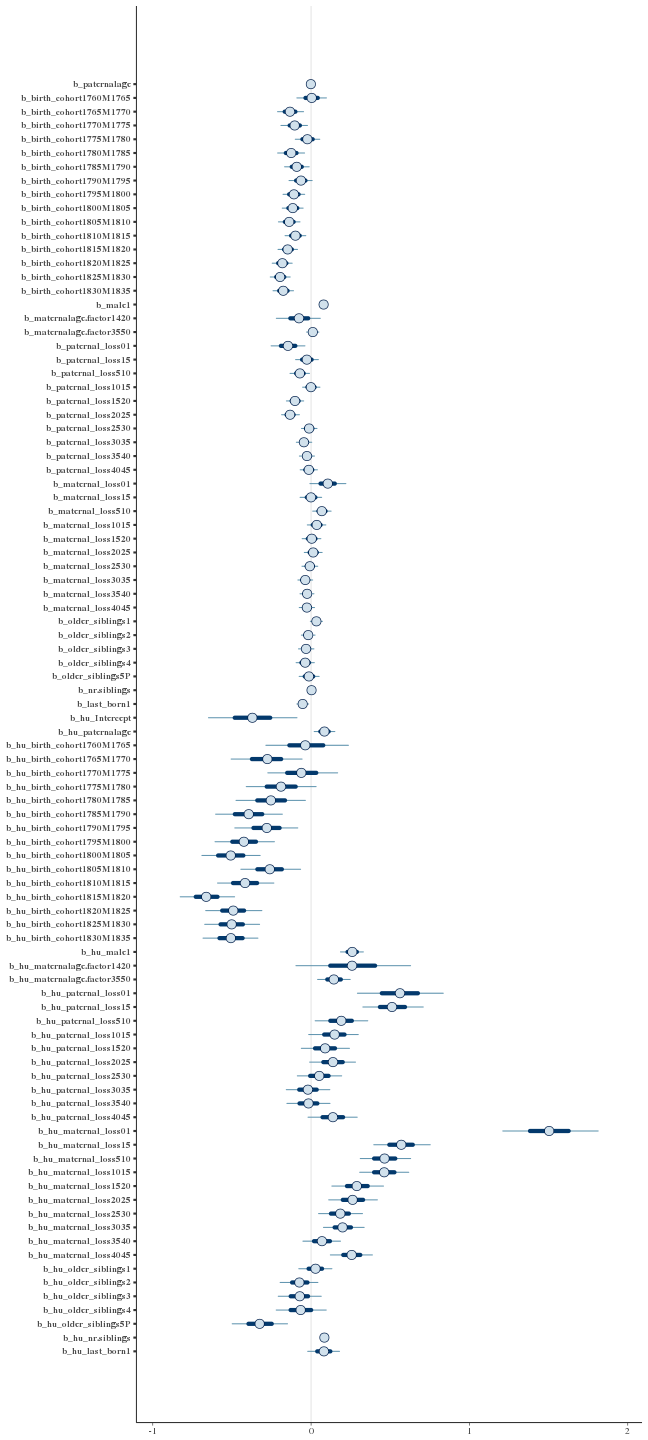 b_paternalage
b_birth_cohort1760M1765
b_birth_cohort1765M1770
b_birth_cohort1770M1775
b_birth_cohort1775M1780
b_birth_cohort1780M1785
b_birth_cohort1785M1790
b_birth_cohort1790M1795
b_birth_cohort1795M1800
b_birth_cohort1800M1805
b_birth_cohort1805M1810
b_birth_cohort1810M1815
b_birth_cohort1815M1820
b_birth_cohort1820M1825
b_birth_cohort1825M1830
b_birth_cohort1830M1835
b_male1
b_maternalage.factor1420
b_maternalage.factor3550
b_paternal_loss01
b_paternal_loss15
b_paternal_loss510
b_paternal_loss1015
b_paternal_loss1520
b_paternal_loss2025
b_paternal_loss2530
b_paternal_loss3035
b_paternal_loss3540
b_paternal_loss4045
b_maternal_loss01
b_maternal_loss15
b_maternal_loss510
b_maternal_loss1015
b_maternal_loss1520
b_maternal_loss2025
b_maternal_loss2530
b_maternal_loss3035
b_maternal_loss3540
b_maternal_loss4045
b_older_siblings1
b_older_siblings2
b_older_siblings3
b_older_siblings4
b_older_siblings5P
b_nr.siblings
b_last_born1
b_hu_Intercept
b_hu_paternalage
b_hu_birth_cohort1760M1765
b_hu_birth_cohort1765M1770
b_hu_birth_cohort1770M1775
b_hu_birth_cohort1775M1780
b_hu_birth_cohort1780M1785
b_hu_birth_cohort1785M1790
b_hu_birth_cohort1790M1795
b_hu_birth_cohort1795M1800
b_hu_birth_cohort1800M1805
b_hu_birth_cohort1805M1810
b_hu_birth_cohort1810M1815
b_hu_birth_cohort1815M1820
b_hu_birth_cohort1820M1825
b_hu_birth_cohort1825M1830
b_hu_birth_cohort1830M1835
b_hu_male1
b_hu_maternalage.factor1420
b_hu_maternalage.factor3550
b_hu_paternal_loss01
b_hu_paternal_loss15
b_hu_paternal_loss510
b_hu_paternal_loss1015
b_hu_paternal_loss1520
b_hu_paternal_loss2025
b_hu_paternal_loss2530
b_hu_paternal_loss3035
b_hu_paternal_loss3540
b_hu_paternal_loss4045
b_hu_maternal_loss01
b_hu_maternal_loss15
b_hu_maternal_loss510
b_hu_maternal_loss1015
b_hu_maternal_loss1520
b_hu_maternal_loss2025
b_hu_maternal_loss2530
b_hu_maternal_loss3035
b_hu_maternal_loss3540
b_hu_maternal_loss4045
b_hu_older_siblings1
b_hu_older_siblings2
b_hu_older_siblings3
b_hu_older_siblings4
b_hu_older_siblings5P
b_hu_nr.siblings
b_hu_last_born1
-1 0 1 2